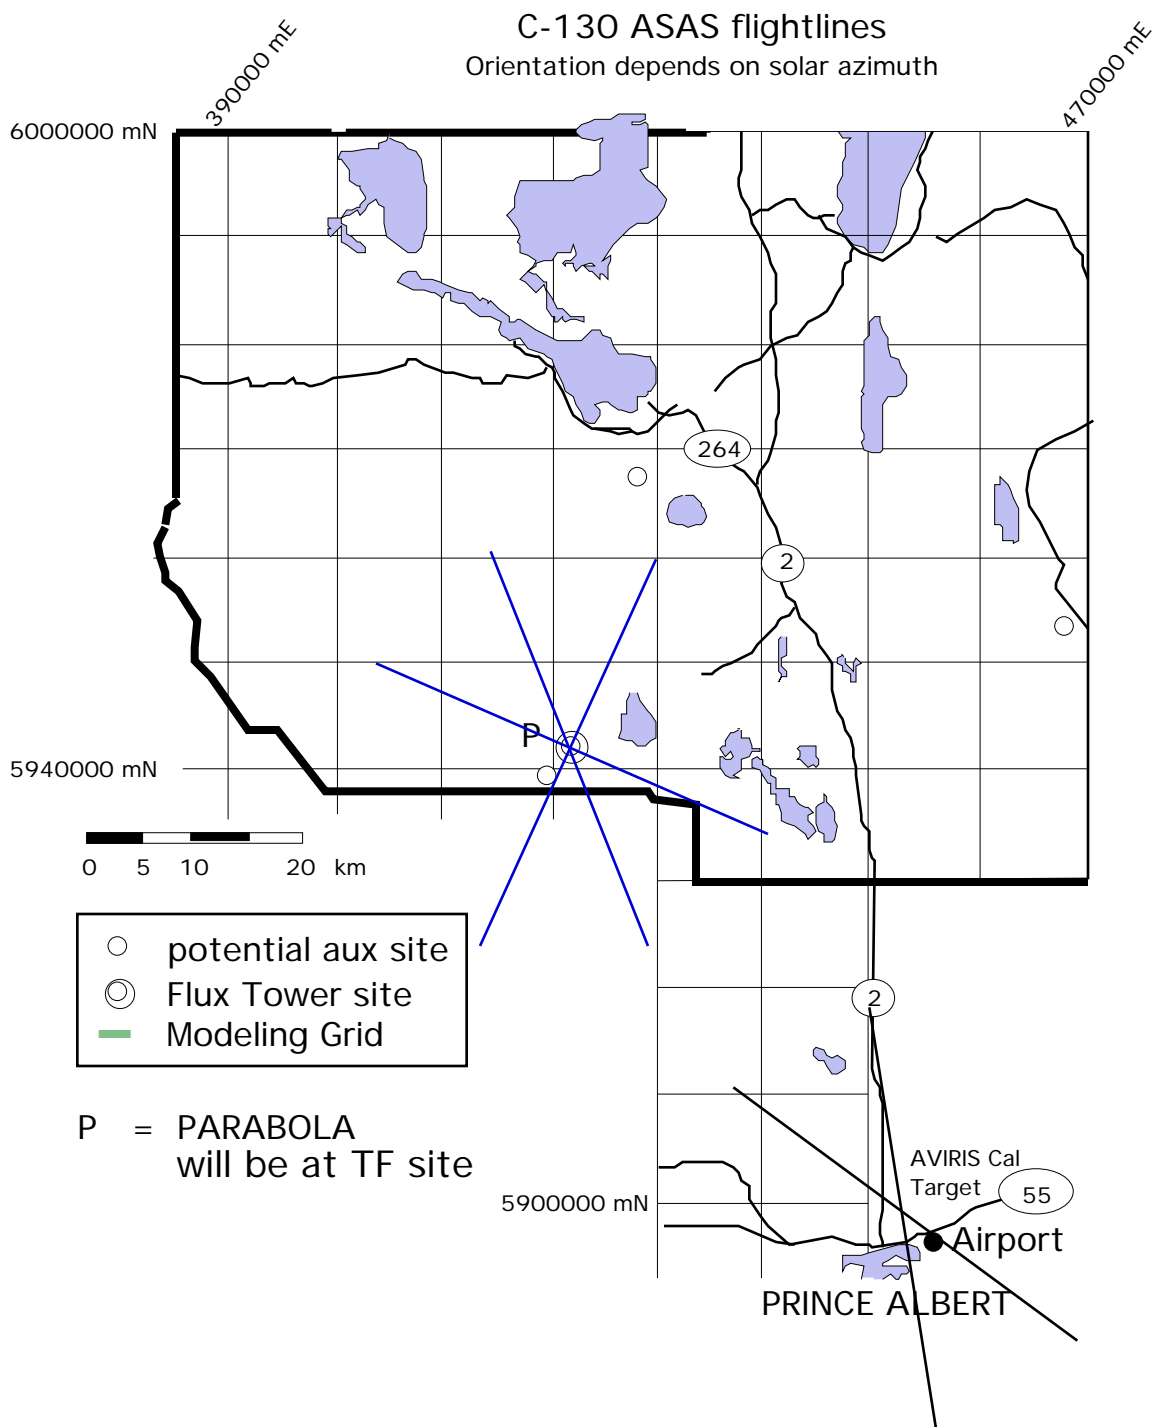 C-130 ASAS flightlines
Orientation depends on solar azimuth
390000 mE
470000 mE
6000000 mN
264
2
P
5940000 mN
0 5 10 20 km
potential aux site
Flux Tower site
Modeling Grid
2
P = PARABOLA
will be at TF site
AVIRIS Cal
Target
55
5900000 mN
Airport
PRINCE ALBERT